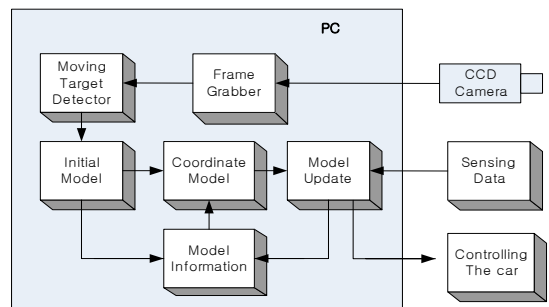 PC
Moving
Target
Detector
Frame
Grabber
CCD
Camera
Initial
Model
Coordinate
Model
Model
Update
Sensing
Data
Model
Information
Controlling
The car